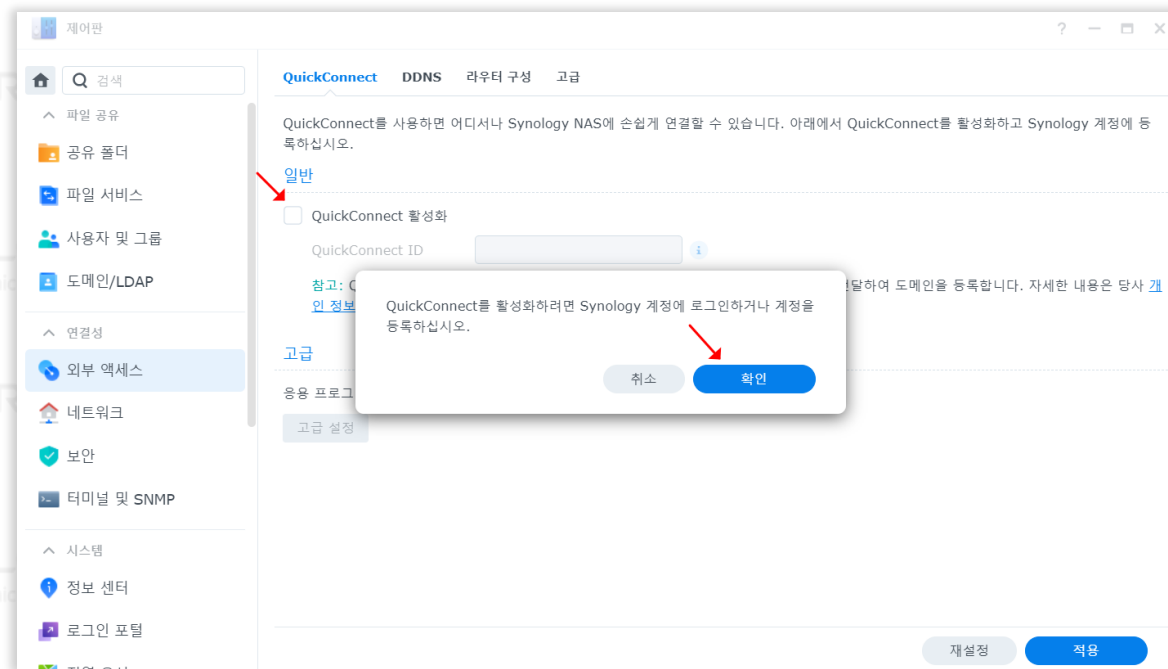 제어판
검색
파일 공유
공유 폴더
파일 서비스
사용자 및 그룹
도메인/LDAP
연결성
외부 액세스
네트워크
보안
터미널 및 SNMP
시스템
정보 센터
로그인 포털
QuickConnect DDNS 라우터 구성 고급
QuickConnect를 사용하면 어디서나 Synology NAS에 손쉽게 연결할 수 있습니다. 아래에서 QuickConnect를 활성화하고 Synology 계정에 등
록하십시오.
일반
QuickConnect 활성화
QuickConnect ID
참고: 달하여 도메인을 등록합니다. 자세한 내용은 당사 개
인 정보
QuickConnect를 활성화하려면 Synology 계정에 로그인하거나 계정을
등록하십시오.
취소 확인
고급
응용 프로그
고급 설정
재설정 적용